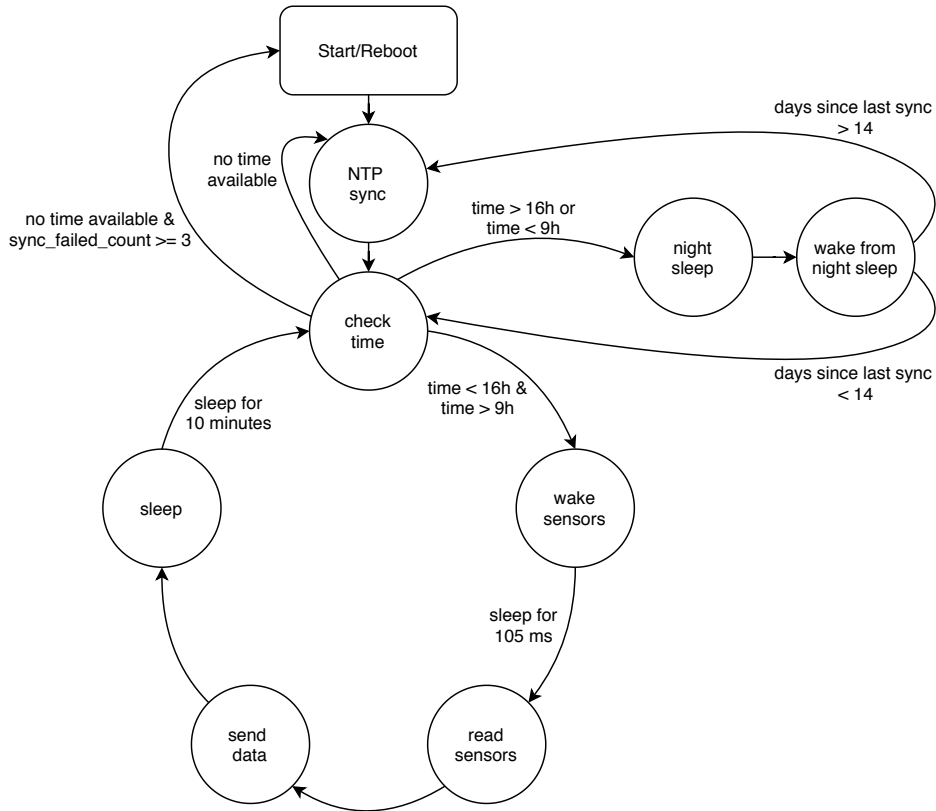 Start/Reboot
days since last sync
> 14
no time
available
NTP
sync
no time available &
sync_failed_count >= 3
time > 16h or
time < 9h
night
sleep
wake from
night sleep
check
time
days since last sync
< 14
time < 16h &
time > 9h
sleep for
10 minutes
sleep
wake
sensors
sleep for
105 ms
send
data
read
sensors